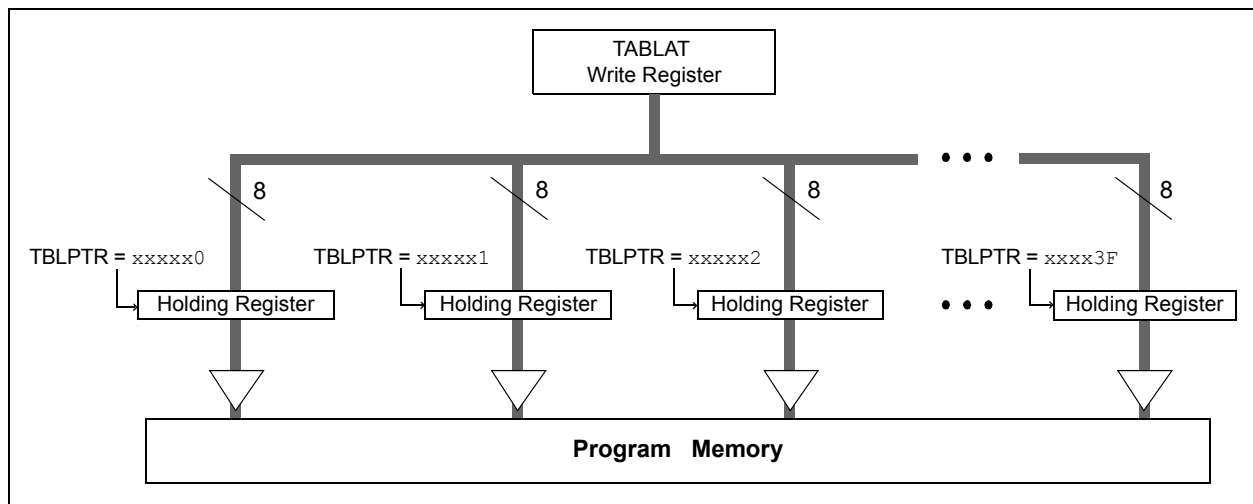 TABLAT
Write Register
8 8 8 8
TBLPTR = xxxxx0 TBLPTR = xxxxx1 TBLPTR = xxxxx2 TBLPTR = xxxx3F
Holding Register Holding Register Holding Register Holding Register
Program Memory